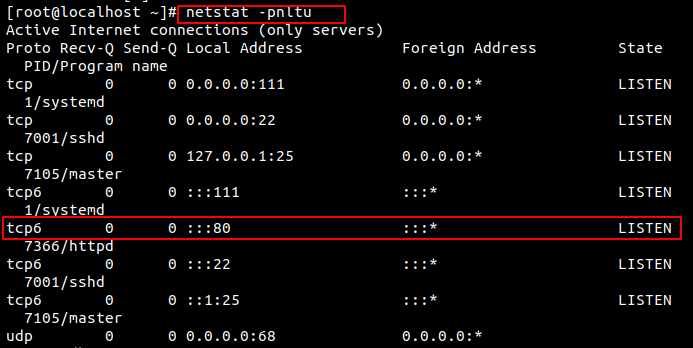 [root@localhost ~]# netstat -pnltu
Active Internet connections (only servers)
Proto Recv-Q Send-Q Local Address           Foreign Address         State
    PID/Program name
tcp        0      0 0.0.0.0:111             0.0.0.0:*               LISTEN
    1/systemd
tcp        0      0 0.0.0.0:22              0.0.0.0:*               LISTEN
    7001/sshd
tcp        0      0 127.0.0.1:25            0.0.0.0:*               LISTEN
    7105/master
tcp6       0      0 :::111                  :::*                    LISTEN
    1/systemd
tcp6       0      0 :::80                   :::*                    LISTEN
    7366/httpd
tcp6       0      0 :::22                   :::*                    LISTEN
    7001/sshd
tcp6       0      0 ::1:25                  :::*                    LISTEN
    7105/master
udp        0      0 0.0.0.0:68              0.0.0.0:*